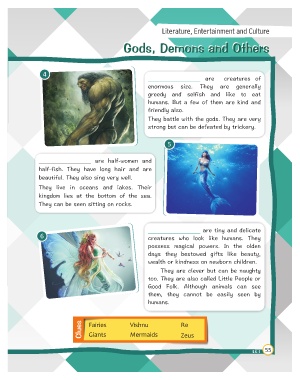 Literature, Entertainment and Culture
Gods, Demons and Others
4
____________ are creatures of
enormous size. They are generally
greedy and selfish and like to eat
humans. But a few of them are kind and
friendly also.
They battle with the gods. They are very
strong but can be defeated by trickery.
5
____________ are half-women and
half-fish. They have long hair and are
beautiful. They also sing very well.
They live in oceans and lakes. Their
kingdom lies at the bottom of the sea.
They can be seen sitting on rocks.
6
____________ are tiny and delicate
creatures who look like humans. They
possess magical powers. In the olden
days they bestowed gifts like beauty,
wealth or kindness on newborn children.
They are clever but can be naughty
too. They are also called Little People or
Good Folk. Although animals can see
them, they cannot be easily seen by
humans.
Clues
Fairies Vishnu Ra
Giants Mermaids Zeus
55